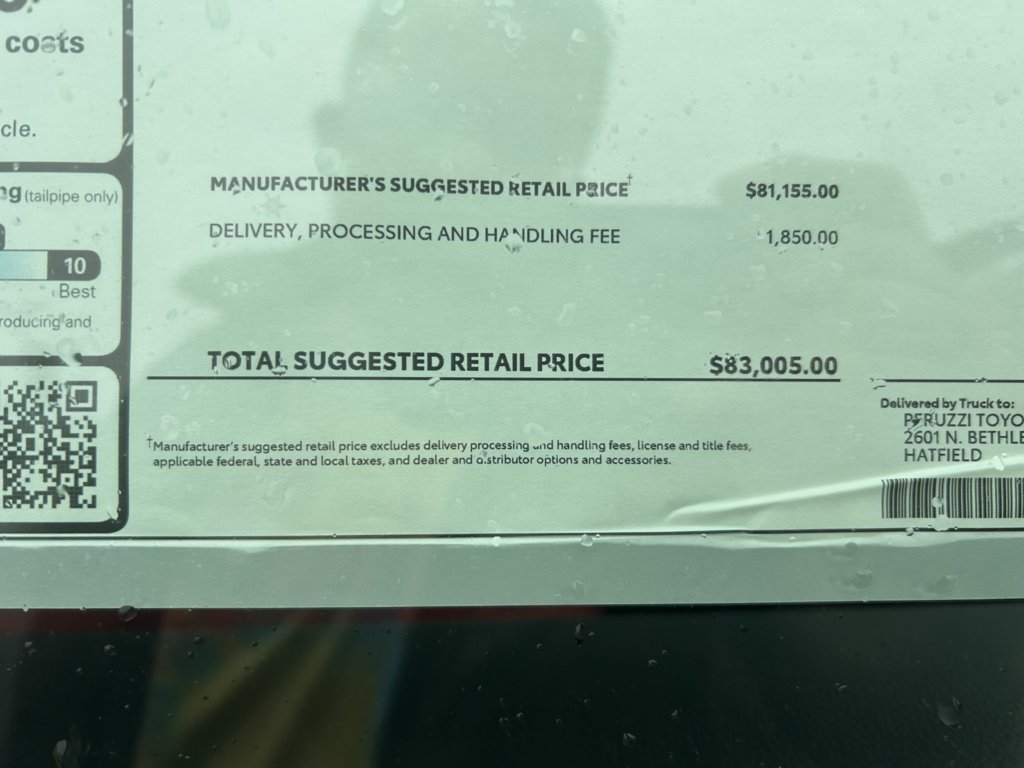 costs
cle.
(tailpipe only)
10
Best
roducing and
MANUFACTURER'S SUGGESTED RETAIL PRICE† $81,155.00
DELIVERY, PROCESSING AND HANDLING FEE 1,850.00
TOTAL SUGGESTED RETAIL PRICE $83,005.00
†Manufacturer's suggested retail price excludes delivery processing and handling fees, license and title fees,
applicable federal, state and local taxes, and dealer and distributor options and accessories.
Delivered by Truck to:
PERUZZI TOYO
2601 N. BETHLE
HATFIELD